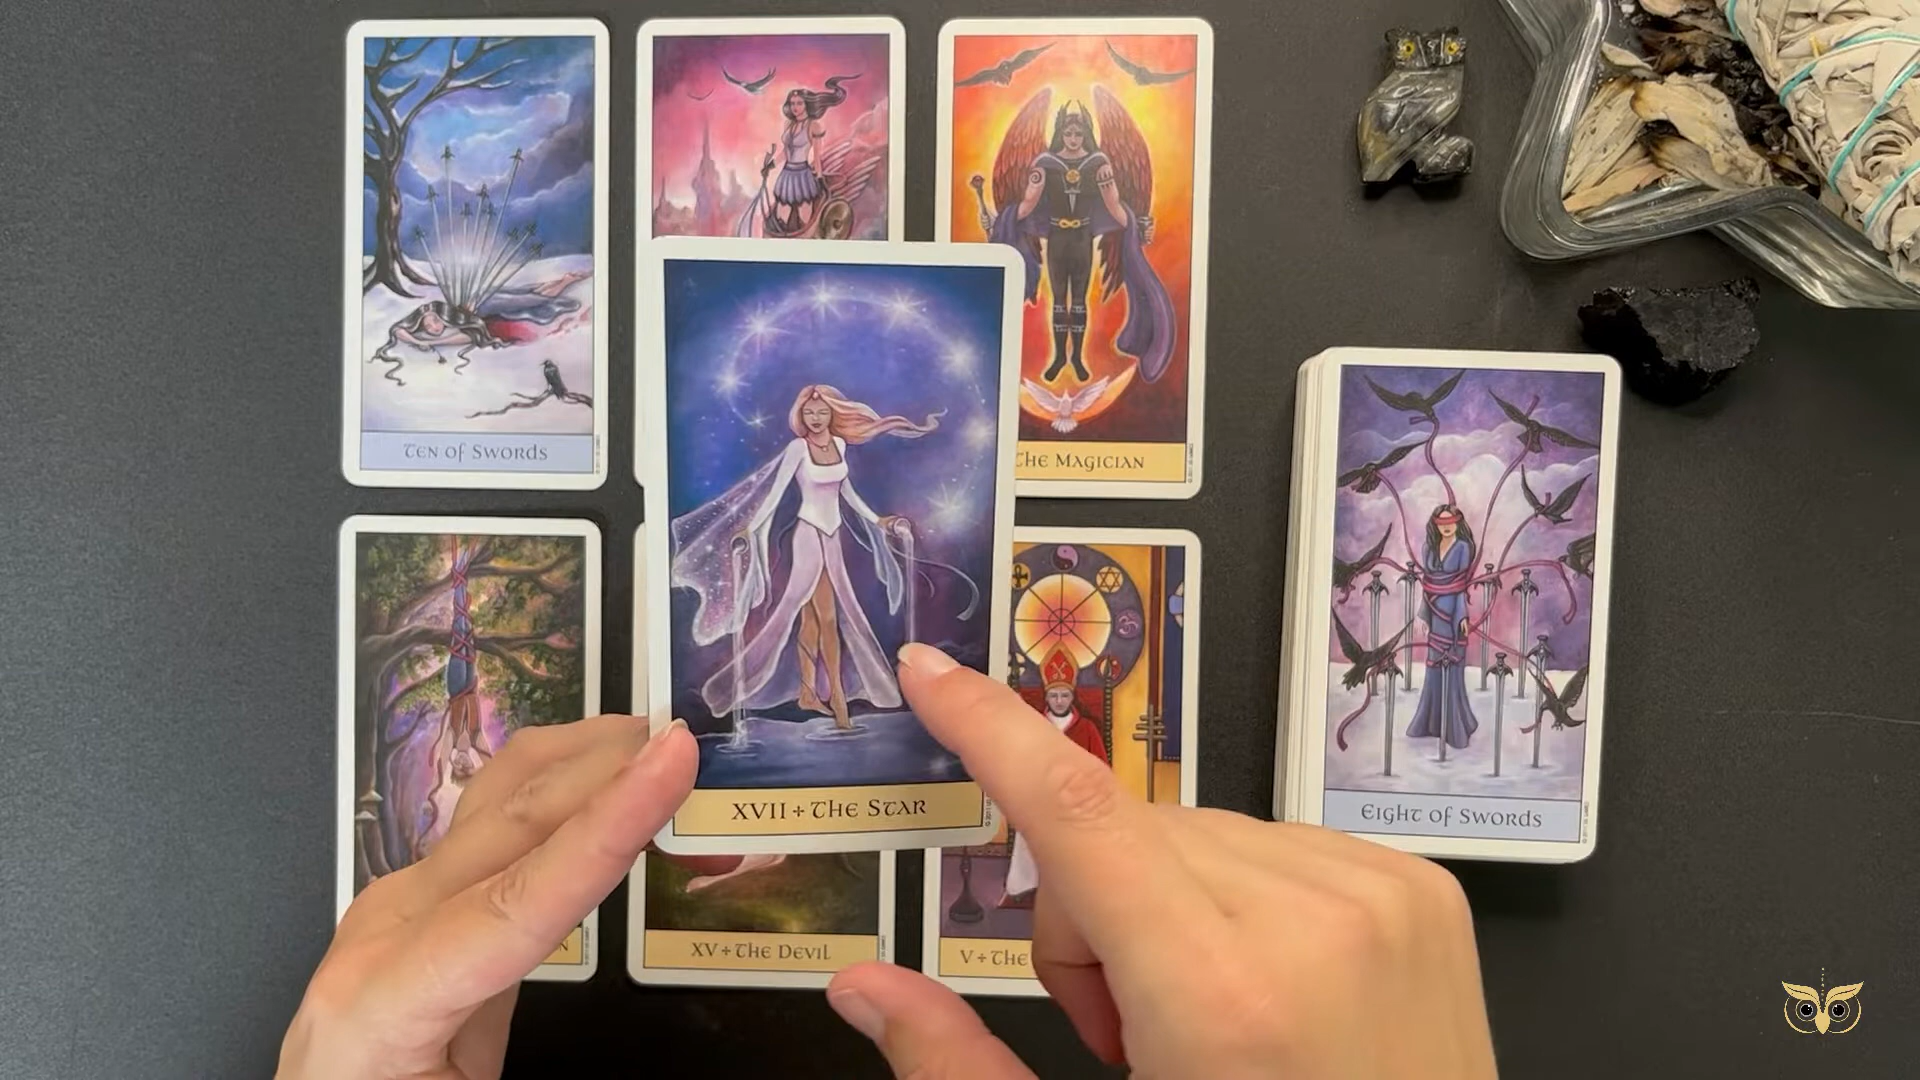 Ten of Swords
The Magician
XVII + The Star
Eight of Swords
N
XV + The Devil
V + The